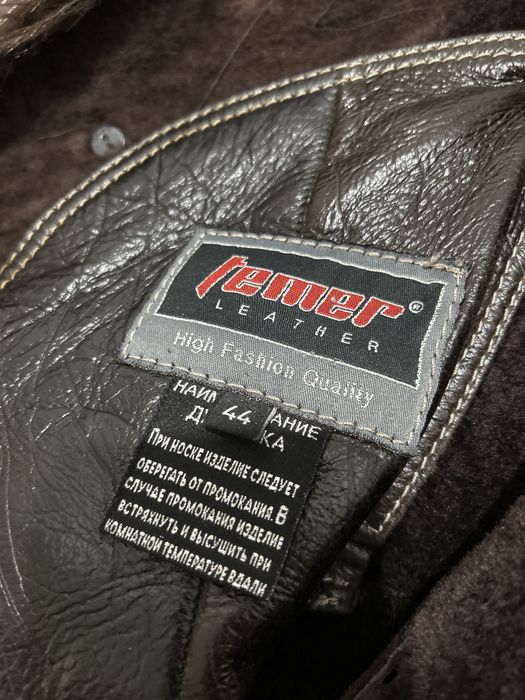 temer®
LEATHER
High Fashion Quality
44
ПРИ НОСКЕ ИЗДЕЛИЕ СЛЕДУЕТ
ОБЕРЕГАТЬ ОТ ПРОМОКАНИЯ. В
СЛУЧАЕ ПРОМОКАНИЯ ИЗДЕЛИЕ
ВСТРЯХНУТЬ И ВЫСУШИТЬ ПРИ
КОМНАТНОЙ ТЕМПЕРАТУРЕ ВДАЛИ